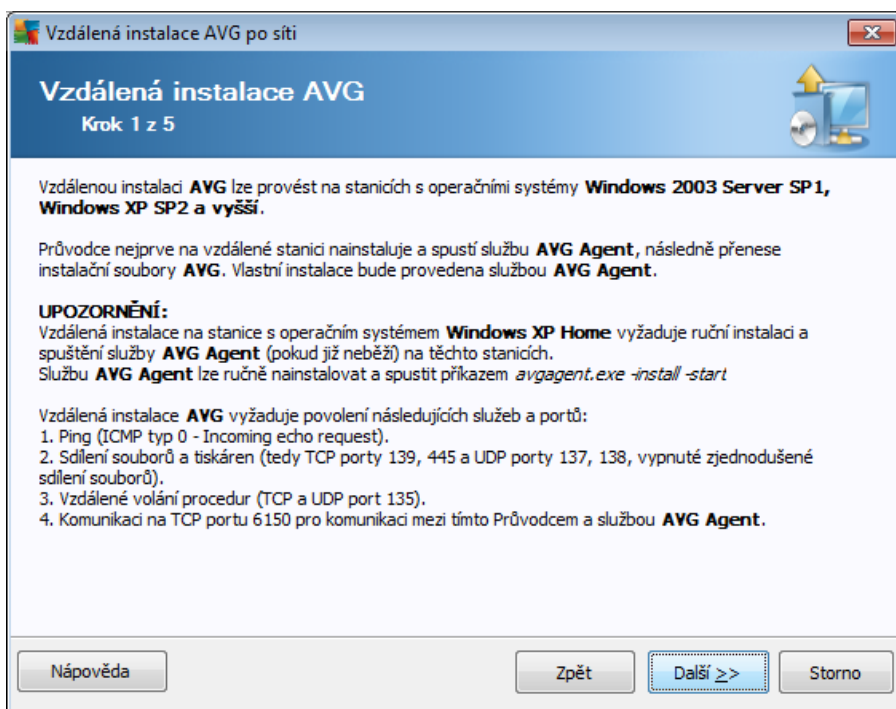 Vzdálená instalace AVG po síti
Vzdálená instalace AVG
Krok 1 z 5
Vzdálenou instalaci AVG lze provést na stanicích s operačními systémy Windows 2003 Server SP1,
Windows XP SP2 a vyšší.
Průvodce nejprve na vzdálené stanici nainstaluje a spustí službu AVG Agent, následně přenese
instalační soubory AVG. Vlastní instalace bude provedena službou AVG Agent.
UPOZORNĚNÍ:
Vzdálená instalace na stanice s operačním systémem Windows XP Home vyžaduje ruční instalaci a
spuštění služby AVG Agent (pokud již neběží) na těchto stanicích.
Službu AVG Agent lze ručně nainstalovat a spustit příkazem avgagent.exe -install -start
Vzdálená instalace AVG vyžaduje povolení následujících služeb a portů:
1. Ping (ICMP typ 0 - Incoming echo request).
2. Sdílení souborů a tiskáren (tedy TCP porty 139, 445 a UDP porty 137, 138, vypnuté zjednodušené
sdílení souborů).
3. Vzdálené volání procedur (TCP a UDP port 135).
4. Komunikaci na TCP portu 6150 pro komunikaci mezi tímto Průvodcem a službou AVG Agent.
Nápověda
Zpět
Další >>
Storno